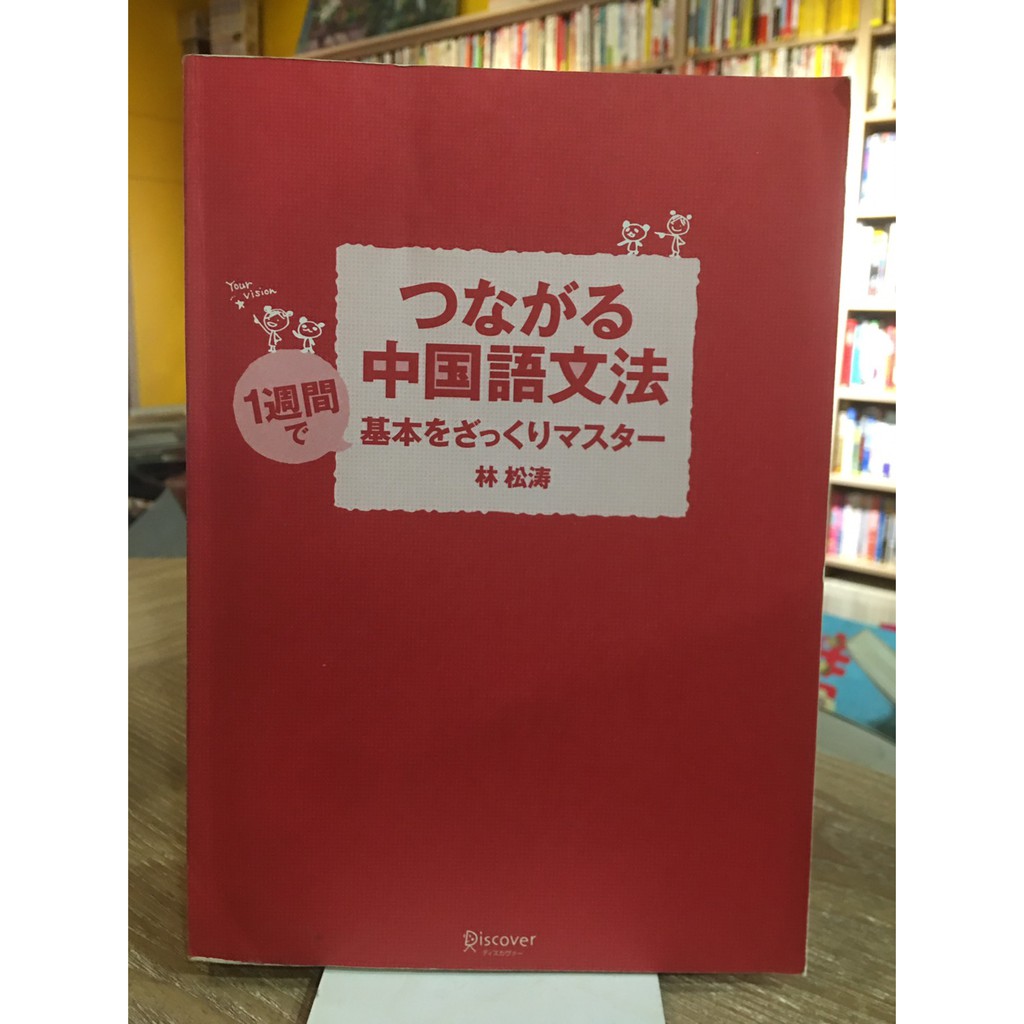 Your
vision
つながる
中国語文法
1週間
で
基本をざっくりマスター
林 松涛
Discover
ディスカヴァー